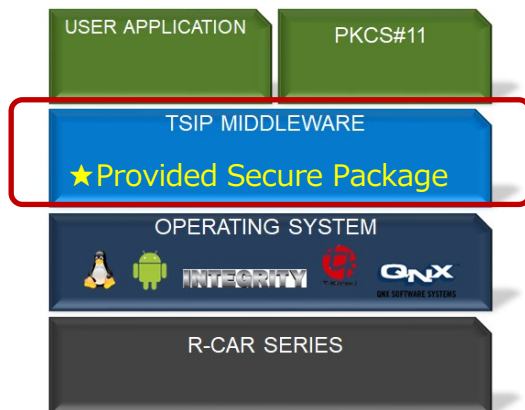 USER APPLICATION
PKCS#11
TSIP MIDDLEWARE
★Provided Secure Package
OPERATING SYSTEM
INTEGRITY
QNX
QNX SOFTWARE SYSTEMS
R-CAR SERIES